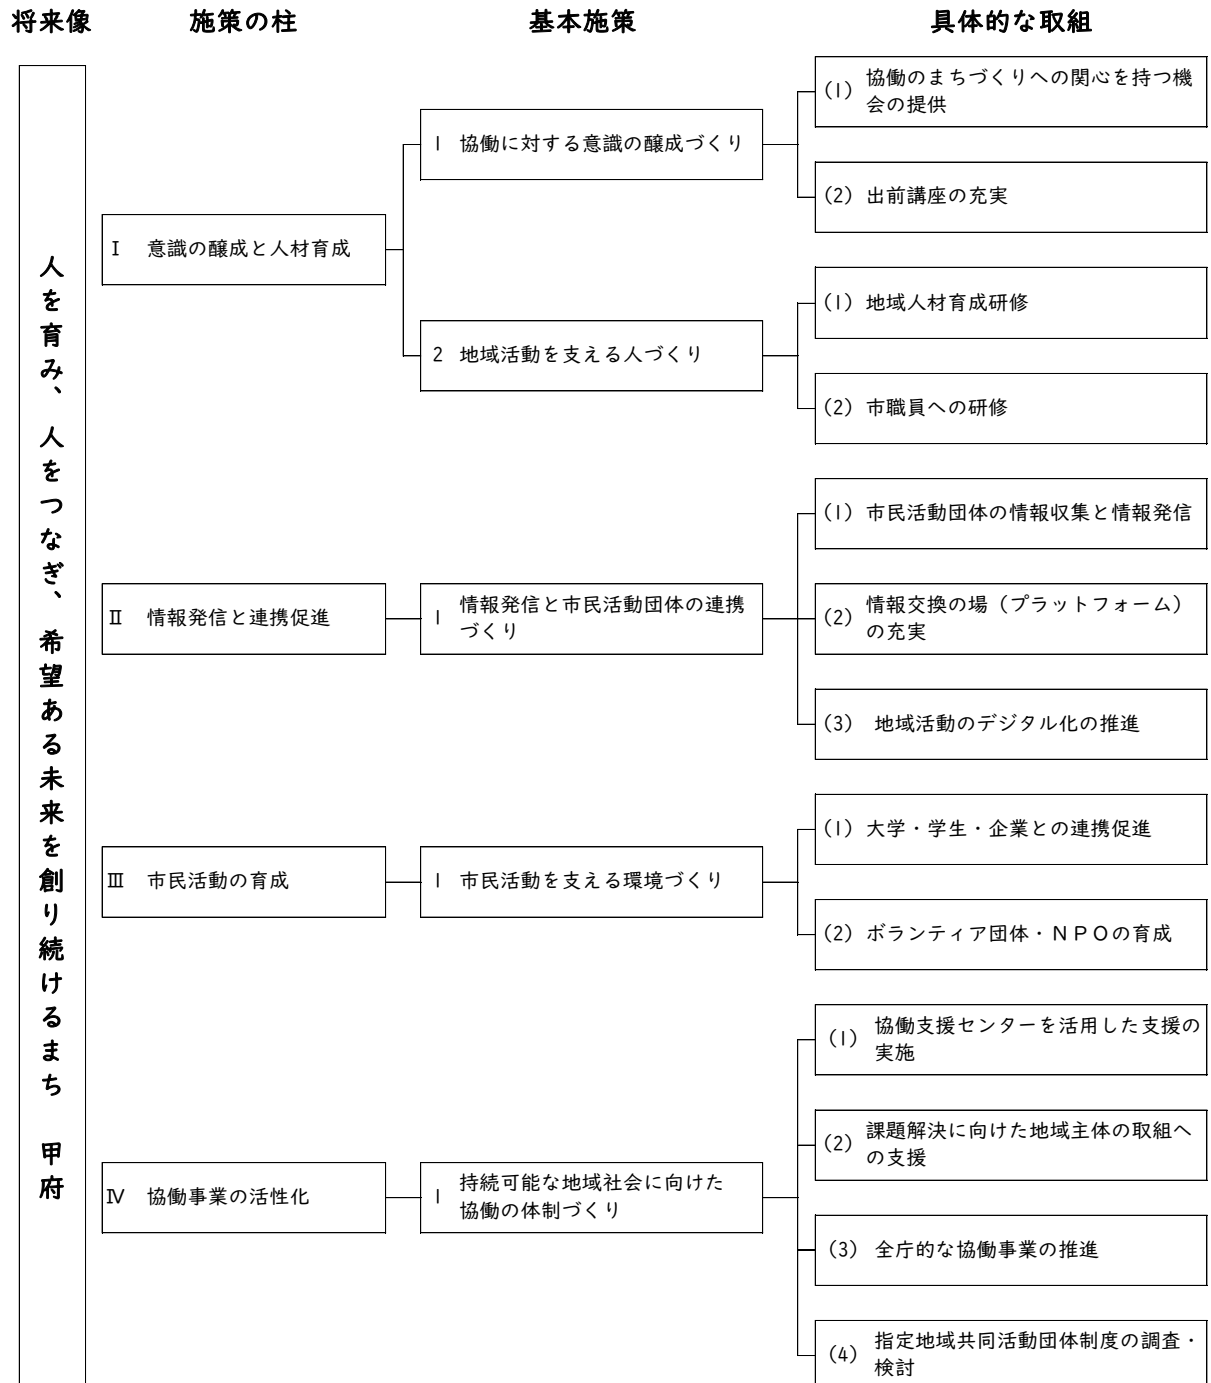 将来像 施策の柱 基本施策 具体的な取組
人を育み、人をつなぎ、希望ある未来を創り続けるまち 甲府
Ⅰ 意識の醸成と人材育成
1 協働に対する意識の醸成づくり
(1) 協働のまちづくりへの関心を持つ機
会の提供
(2) 出前講座の充実
2 地域活動を支える人づくり
(1) 地域人材育成研修
(2) 市職員への研修
Ⅱ 情報発信と連携促進
1 情報発信と市民活動団体の連携
づくり
(1) 市民活動団体の情報収集と情報発信
(2) 情報交換の場（プラットフォーム）
の充実
(3) 地域活動のデジタル化の推進
Ⅲ 市民活動の育成
1 市民活動を支える環境づくり
(1) 大学・学生・企業との連携促進
(2) ボランティア団体・ＮＰＯの育成
Ⅳ 協働事業の活性化
1 持続可能な地域社会に向けた
協働の体制づくり
(1) 協働支援センターを活用した支援の
実施
(2) 課題解決に向けた地域主体の取組へ
の支援
(3) 全庁的な協働事業の推進
(4) 指定地域共同活動団体制度の調査・
検討